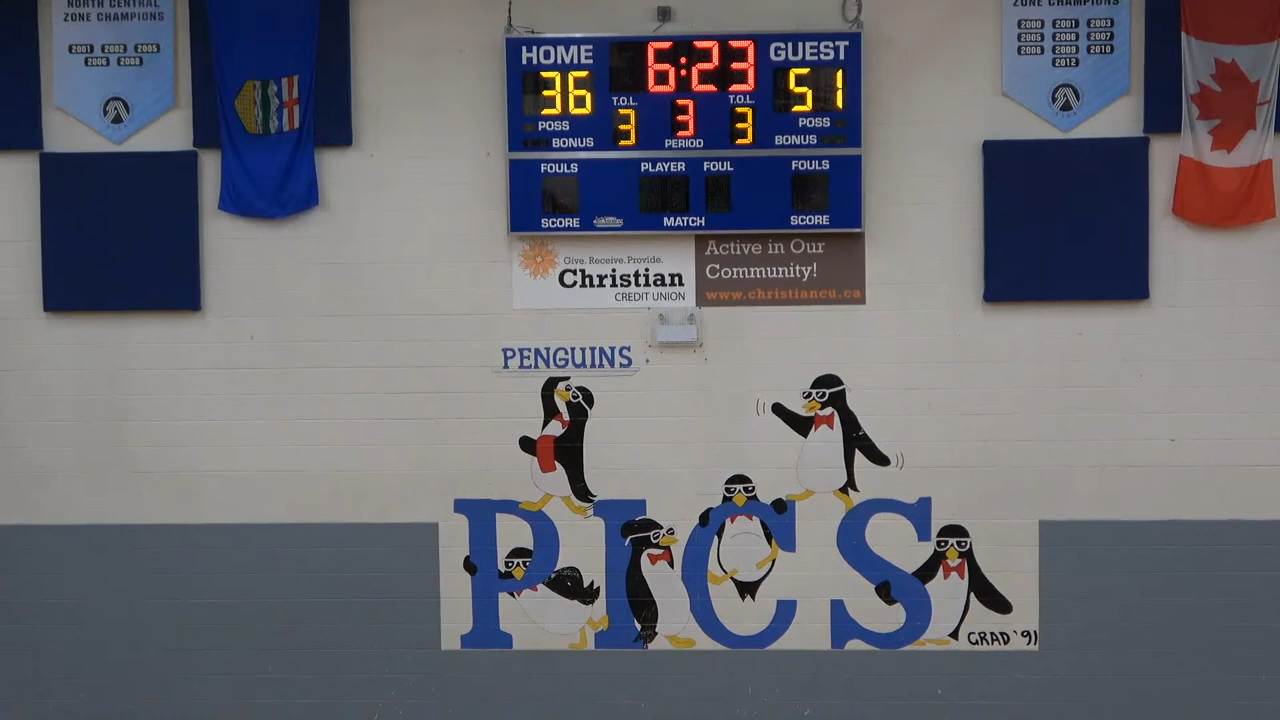 NORTH CENTRAL
ZONE CHAMPIONS
2001 2002 2005
2006 2008
HOME 6:23 GUEST
36 51
T.O.L. T.O.L.
3 3 3
POSS POSS
BONUS PERIOD BONUS
FOULS PLAYER FOUL FOULS
SCORE MATCH SCORE
Give. Receive. Provide.
Christian
CREDIT UNION
Active in Our
Community!
www.christiancu.ca
ZONE CHAMPIONS
2000 2001 2003
2005 2006 2007
2008 2009 2010
2012
PENGUINS
PICS
GRAD '91